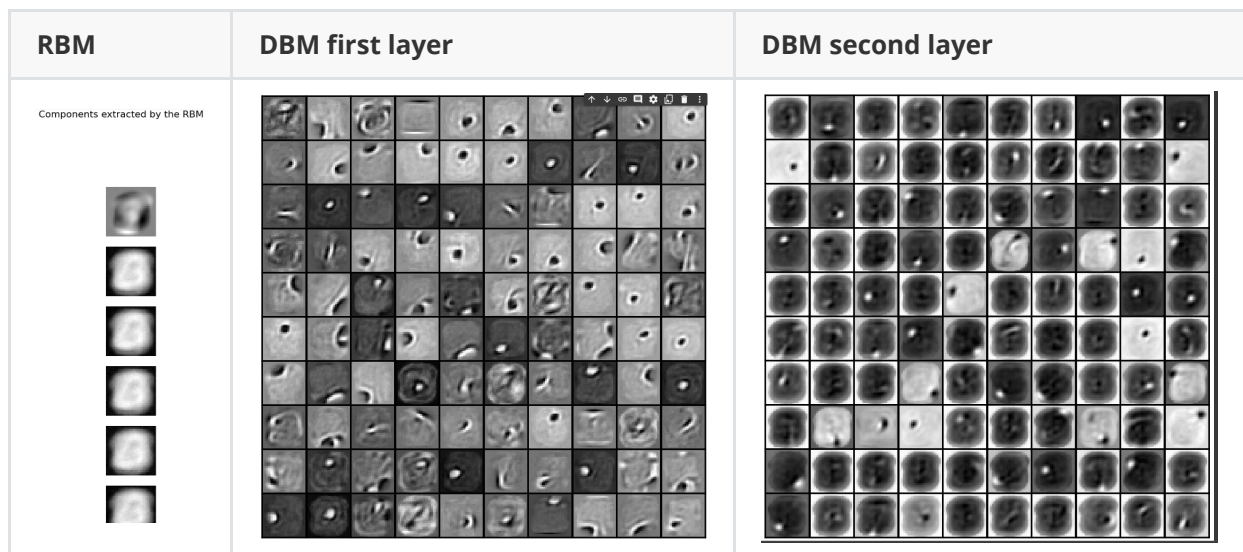 RBM
DBM first layer
DBM second layer
Components extracted by the RBM